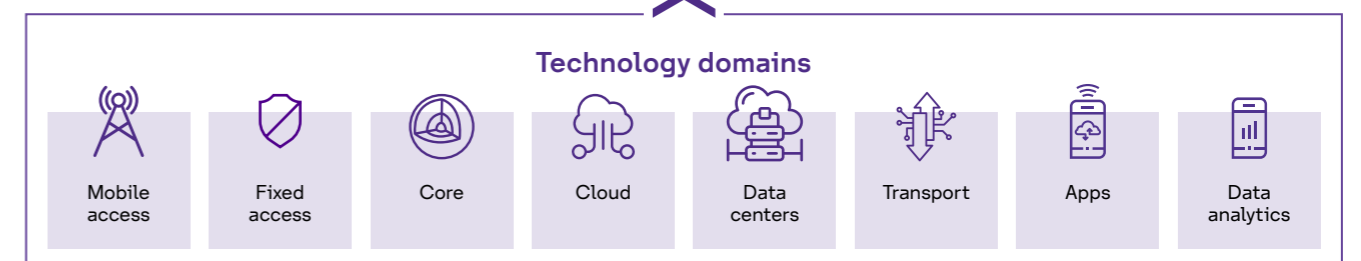 Technology domains
Mobile
access
Fixed
access
Core
Cloud
Data
centers
Transport
Apps
Data
analytics